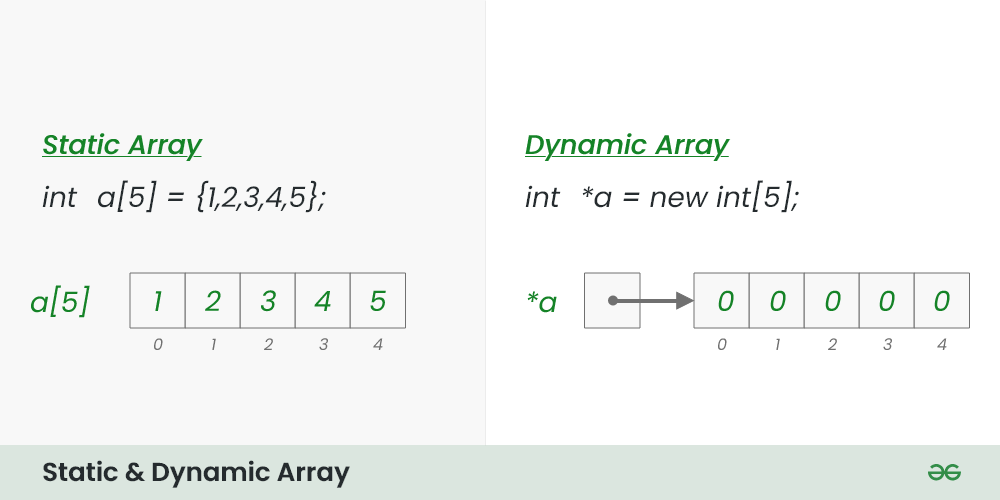 Static Array
int a[5] = {1,2,3,4,5};
a[5] 1 2 3 4 5
0 1 2 3 4
Dynamic Array
int *a = new int[5];
*a 0 0 0 0 0
0 1 2 3 4
Static & Dynamic Array